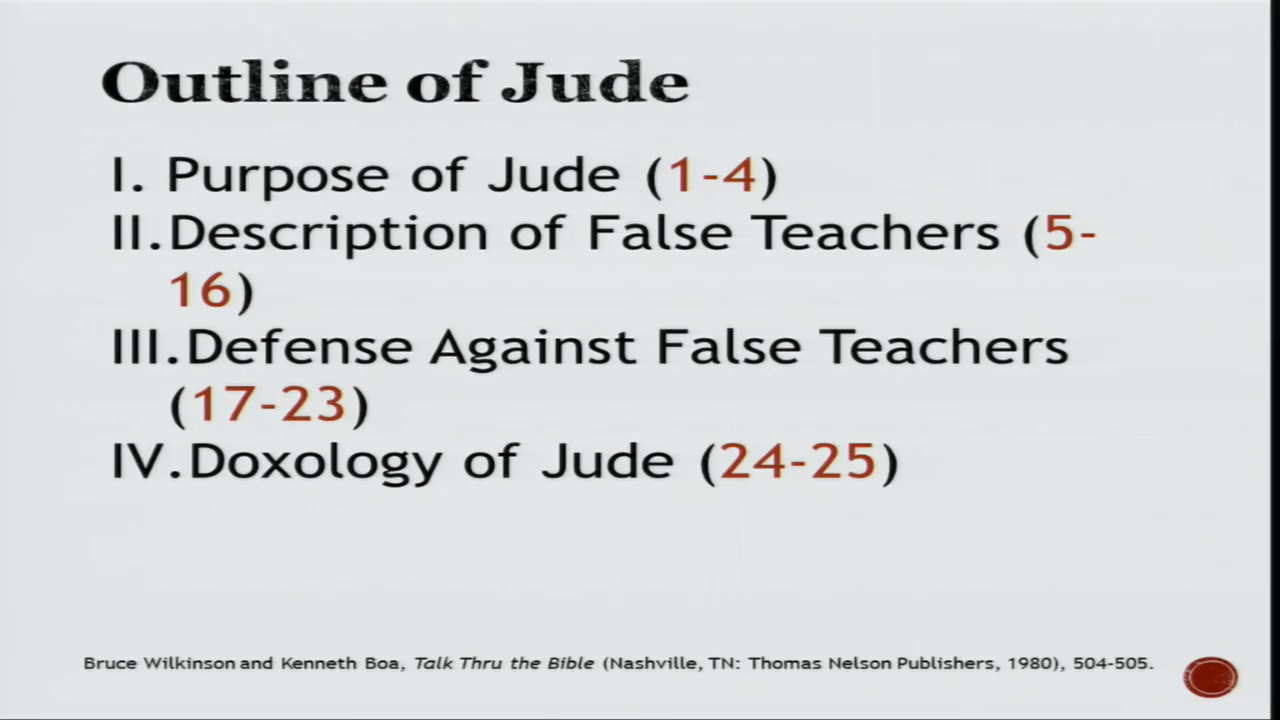 Outline of Jude
I. Purpose of Jude (1-4)
II.Description of False Teachers (5-
16)
III.Defense Against False Teachers
(17-23)
IV.Doxology of Jude (24-25)
Bruce Wilkinson and Kenneth Boa, Talk Thru the Bible (Nashville, TN: Thomas Nelson Publishers, 1980), 504-505.